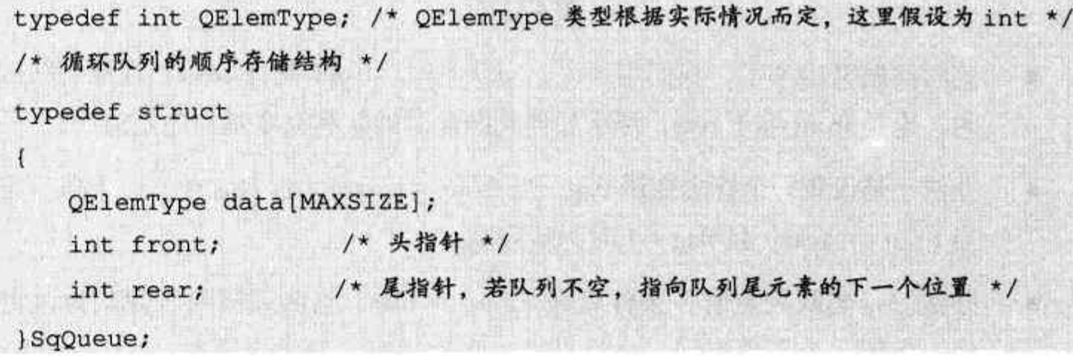 typedef int QElemType; /* QElemType 类型根据实际情况而定，这里假设为 int */
/* 循环队列的顺序存储结构 */
typedef struct
{
QElemType data[MAXSIZE];
int front; /* 头指针 */
int rear; /* 尾指针，若队列不空，指向队列尾元素的下一个位置 */
}SqQueue;